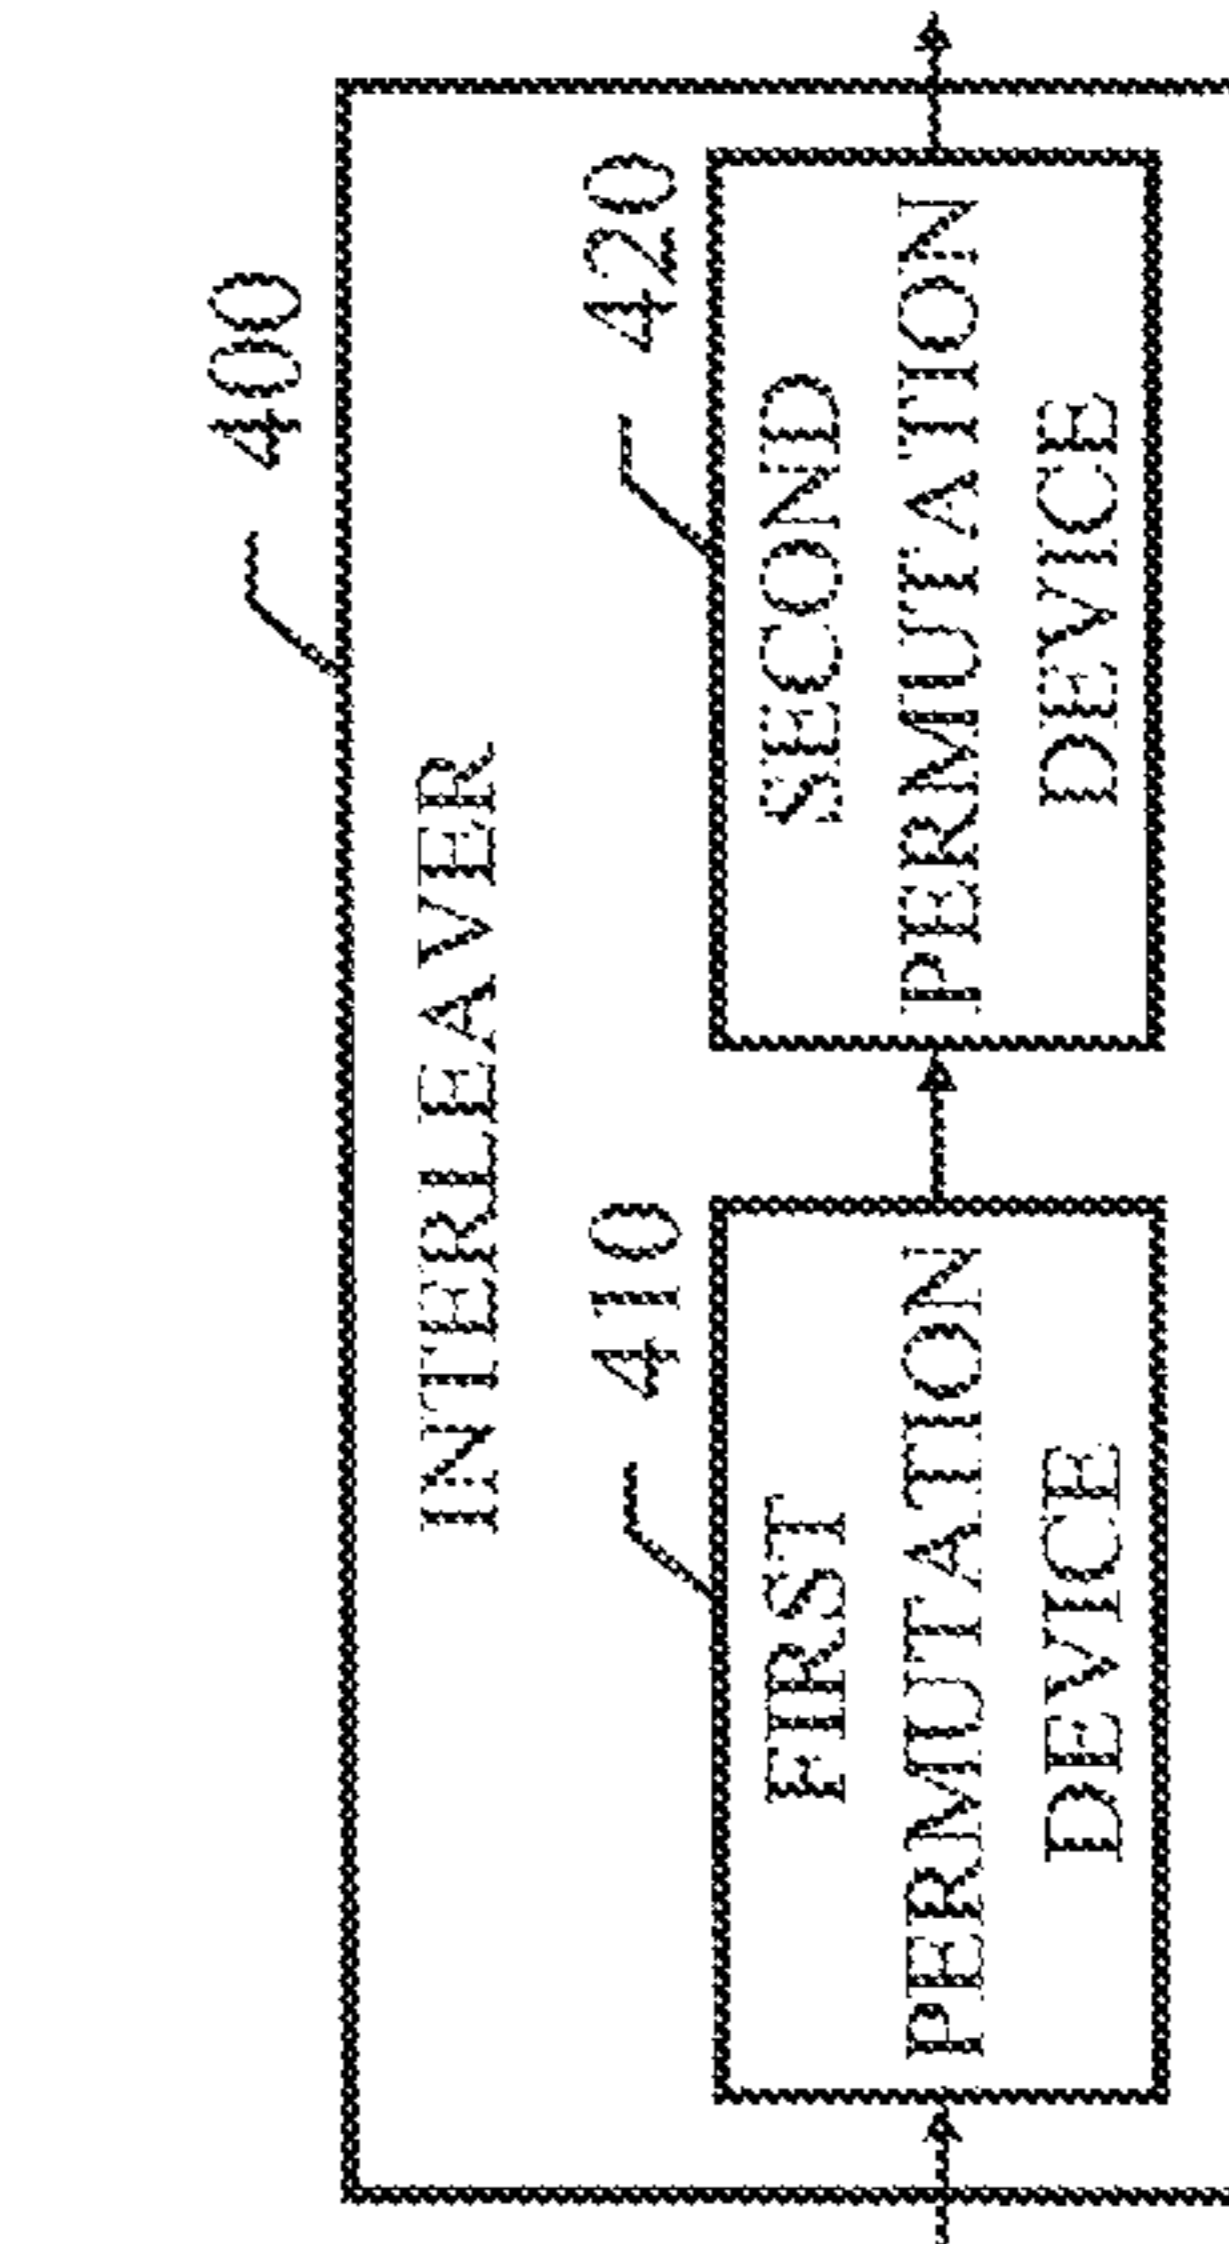 400
INTERLEAVER
410
420
FIRST
PERMUTATION
DEVICE
SECOND
PERMUTATION
DEVICE